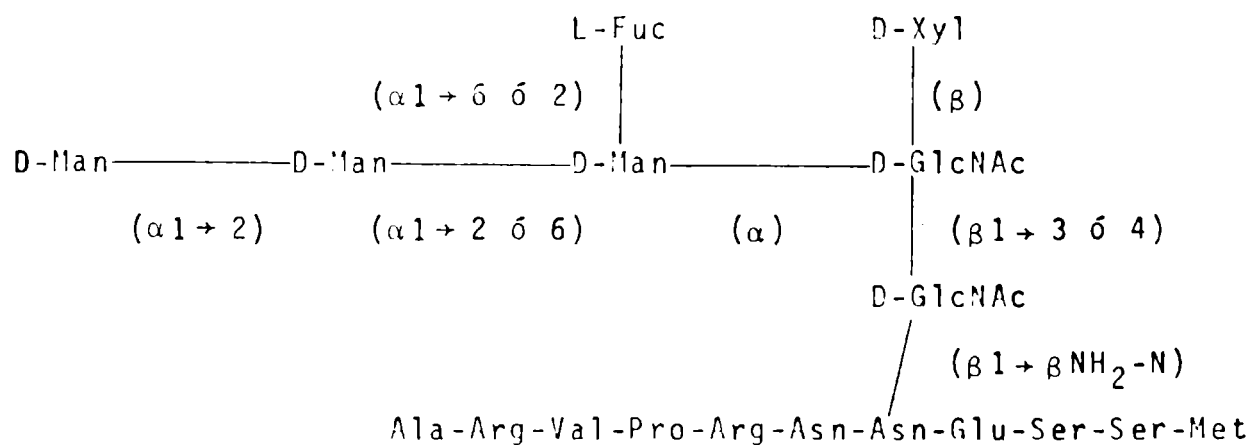 L-Fuc D-Xyl
(α1→6 ó 2) (β)
D-Man D-Man D-Man D-GlcNAc
(α1→2) (α1→2 ó 6) (α) (β1→3 ó 4)
D-GlcNAc
(β1→βNH2-N)
Ala-Arg-Val-Pro-Arg-Asn-Asn-Glu-Ser-Ser-Met